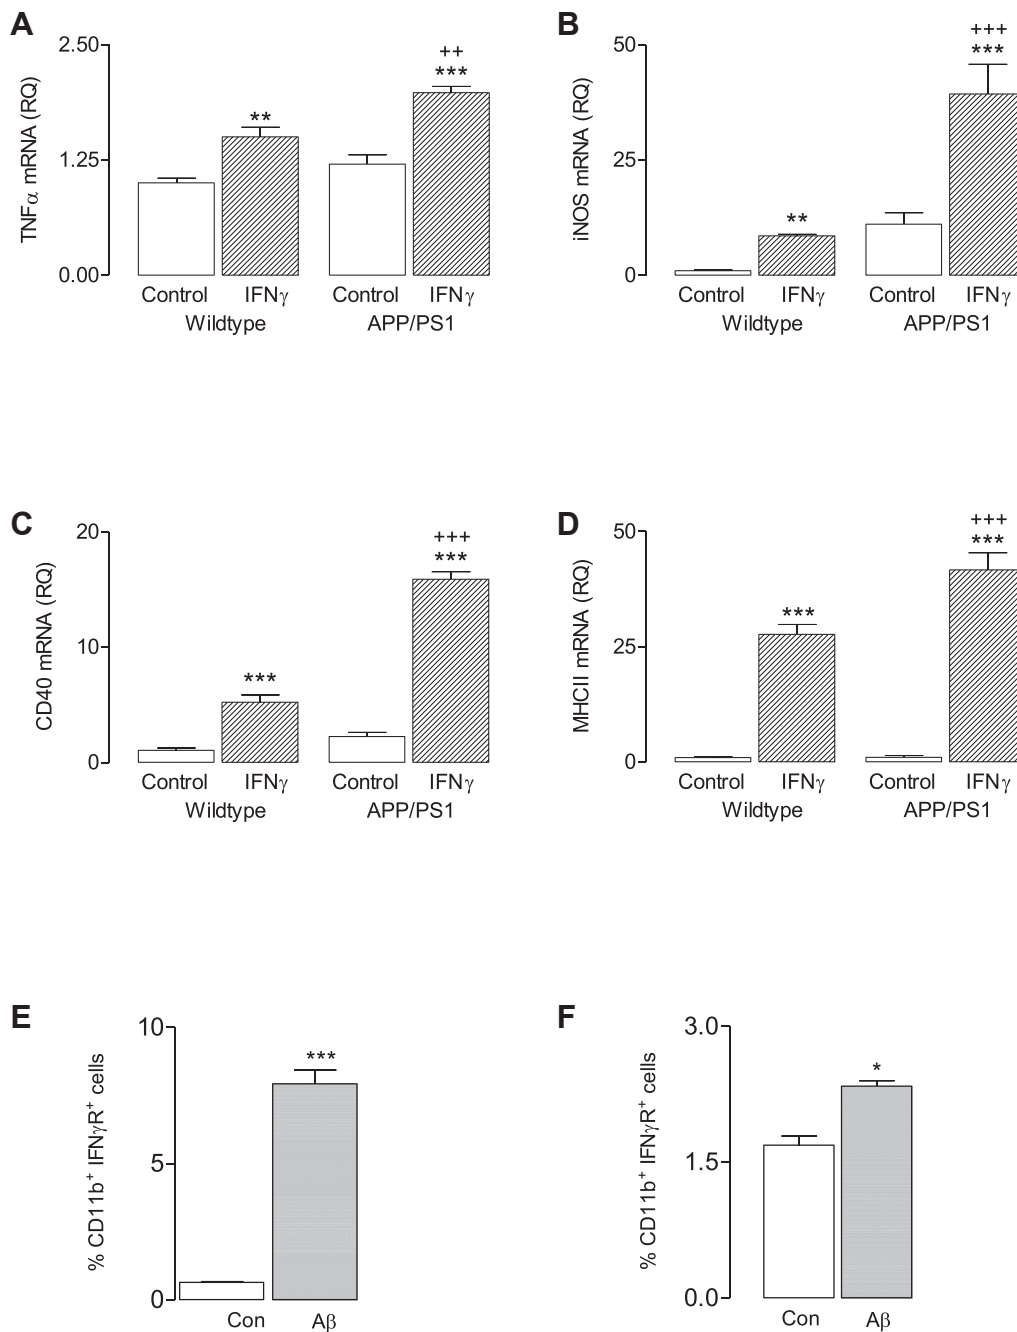 A
TNFα mRNA (RQ)
2.50
1.25
0.00
**
++
***
Control IFNγ Control IFNγ
Wildtype APP/PS1
B
iNOS mRNA (RQ)
50
25
0
**
+++
***
Control IFNγ Control IFNγ
Wildtype APP/PS1
C
CD40 mRNA (RQ)
20
10
0
***
+++
***
Control IFNγ Control IFNγ
Wildtype APP/PS1
D
MHCII mRNA (RQ)
50
25
0
***
+++
***
Control IFNγ Control IFNγ
Wildtype APP/PS1
E
% CD11b⁺ IFNγR⁺ cells
10
5
0
***
Con Aβ
F
% CD11b⁺ IFNγR⁺ cells
3.0
1.5
0.0
*
Con Aβ